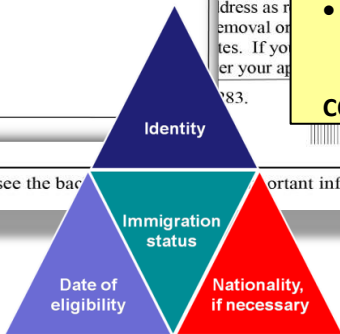 dress as r
emoval or
tes. If you
er your ap
283.
Identity
see the bac
ortant inf
Immigration
status
Date of
eligibility
Nationality,
if necessary